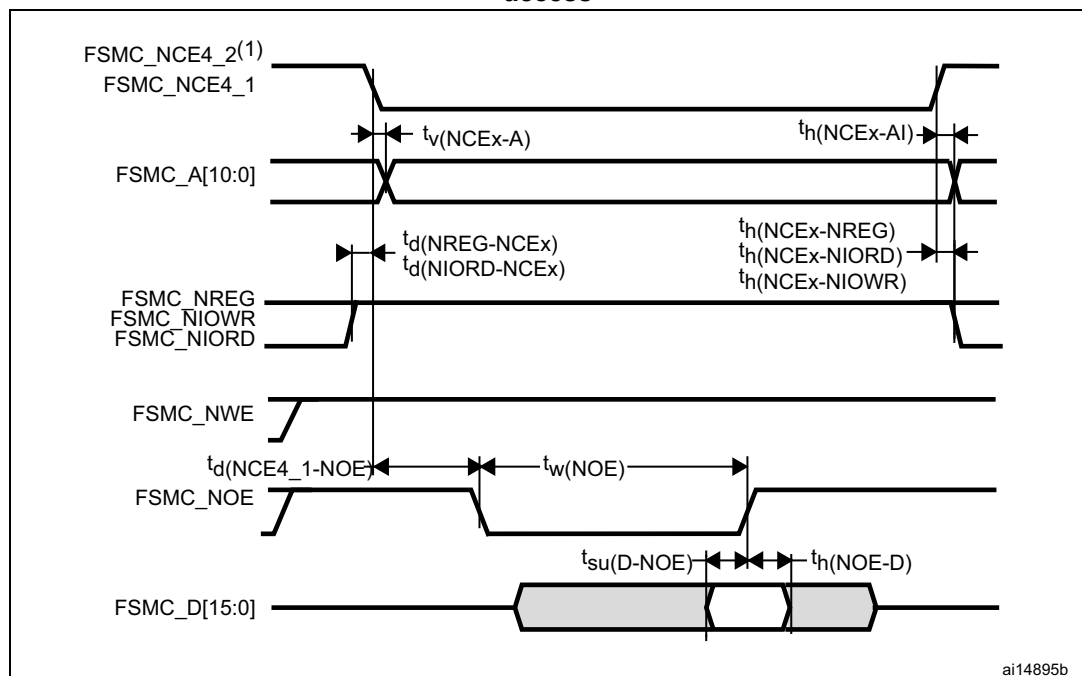 FSMC_NCE4_2(1)
FSMC_NCE4_1
tv(NCEx-A)
th(NCEx-AI)
FSMC_A[10:0]
td(NREG-NCEx)
td(NIORD-NCEx)
th(NCEx-NREG)
th(NCEx-NIORD)
th(NCEx-NIOWR)
FSMC_NREG
FSMC_NIOWR
FSMC_NIORD
FSMC_NWE
td(NCE4_1-NOE)
tw(NOE)
FSMC_NOE
tsu(D-NOE)
th(NOE-D)
FSMC_D[15:0]
ai14895b